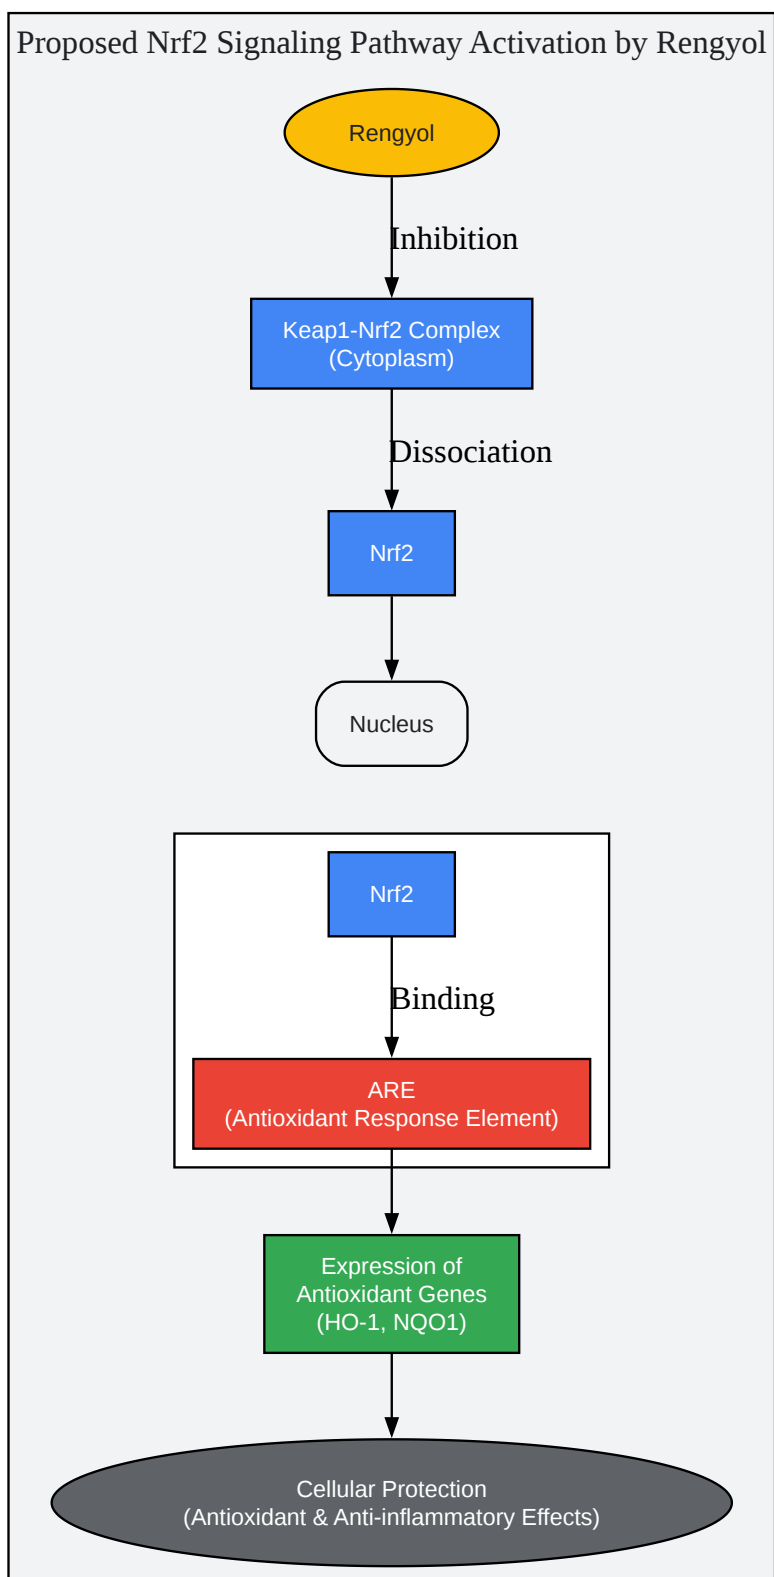 Proposed Nrf2 Signaling Pathway Activation by Rengyol
Rengyol
Inhibition
Keap1-Nrf2 Complex
(Cytoplasm)
Dissociation
Nrf2
Nucleus
Nrf2
Binding
ARE
(Antioxidant Response Element)
Expression of
Antioxidant Genes
(HO-1, NQO1)
Cellular Protection
(Antioxidant & Anti-inflammatory Effects)